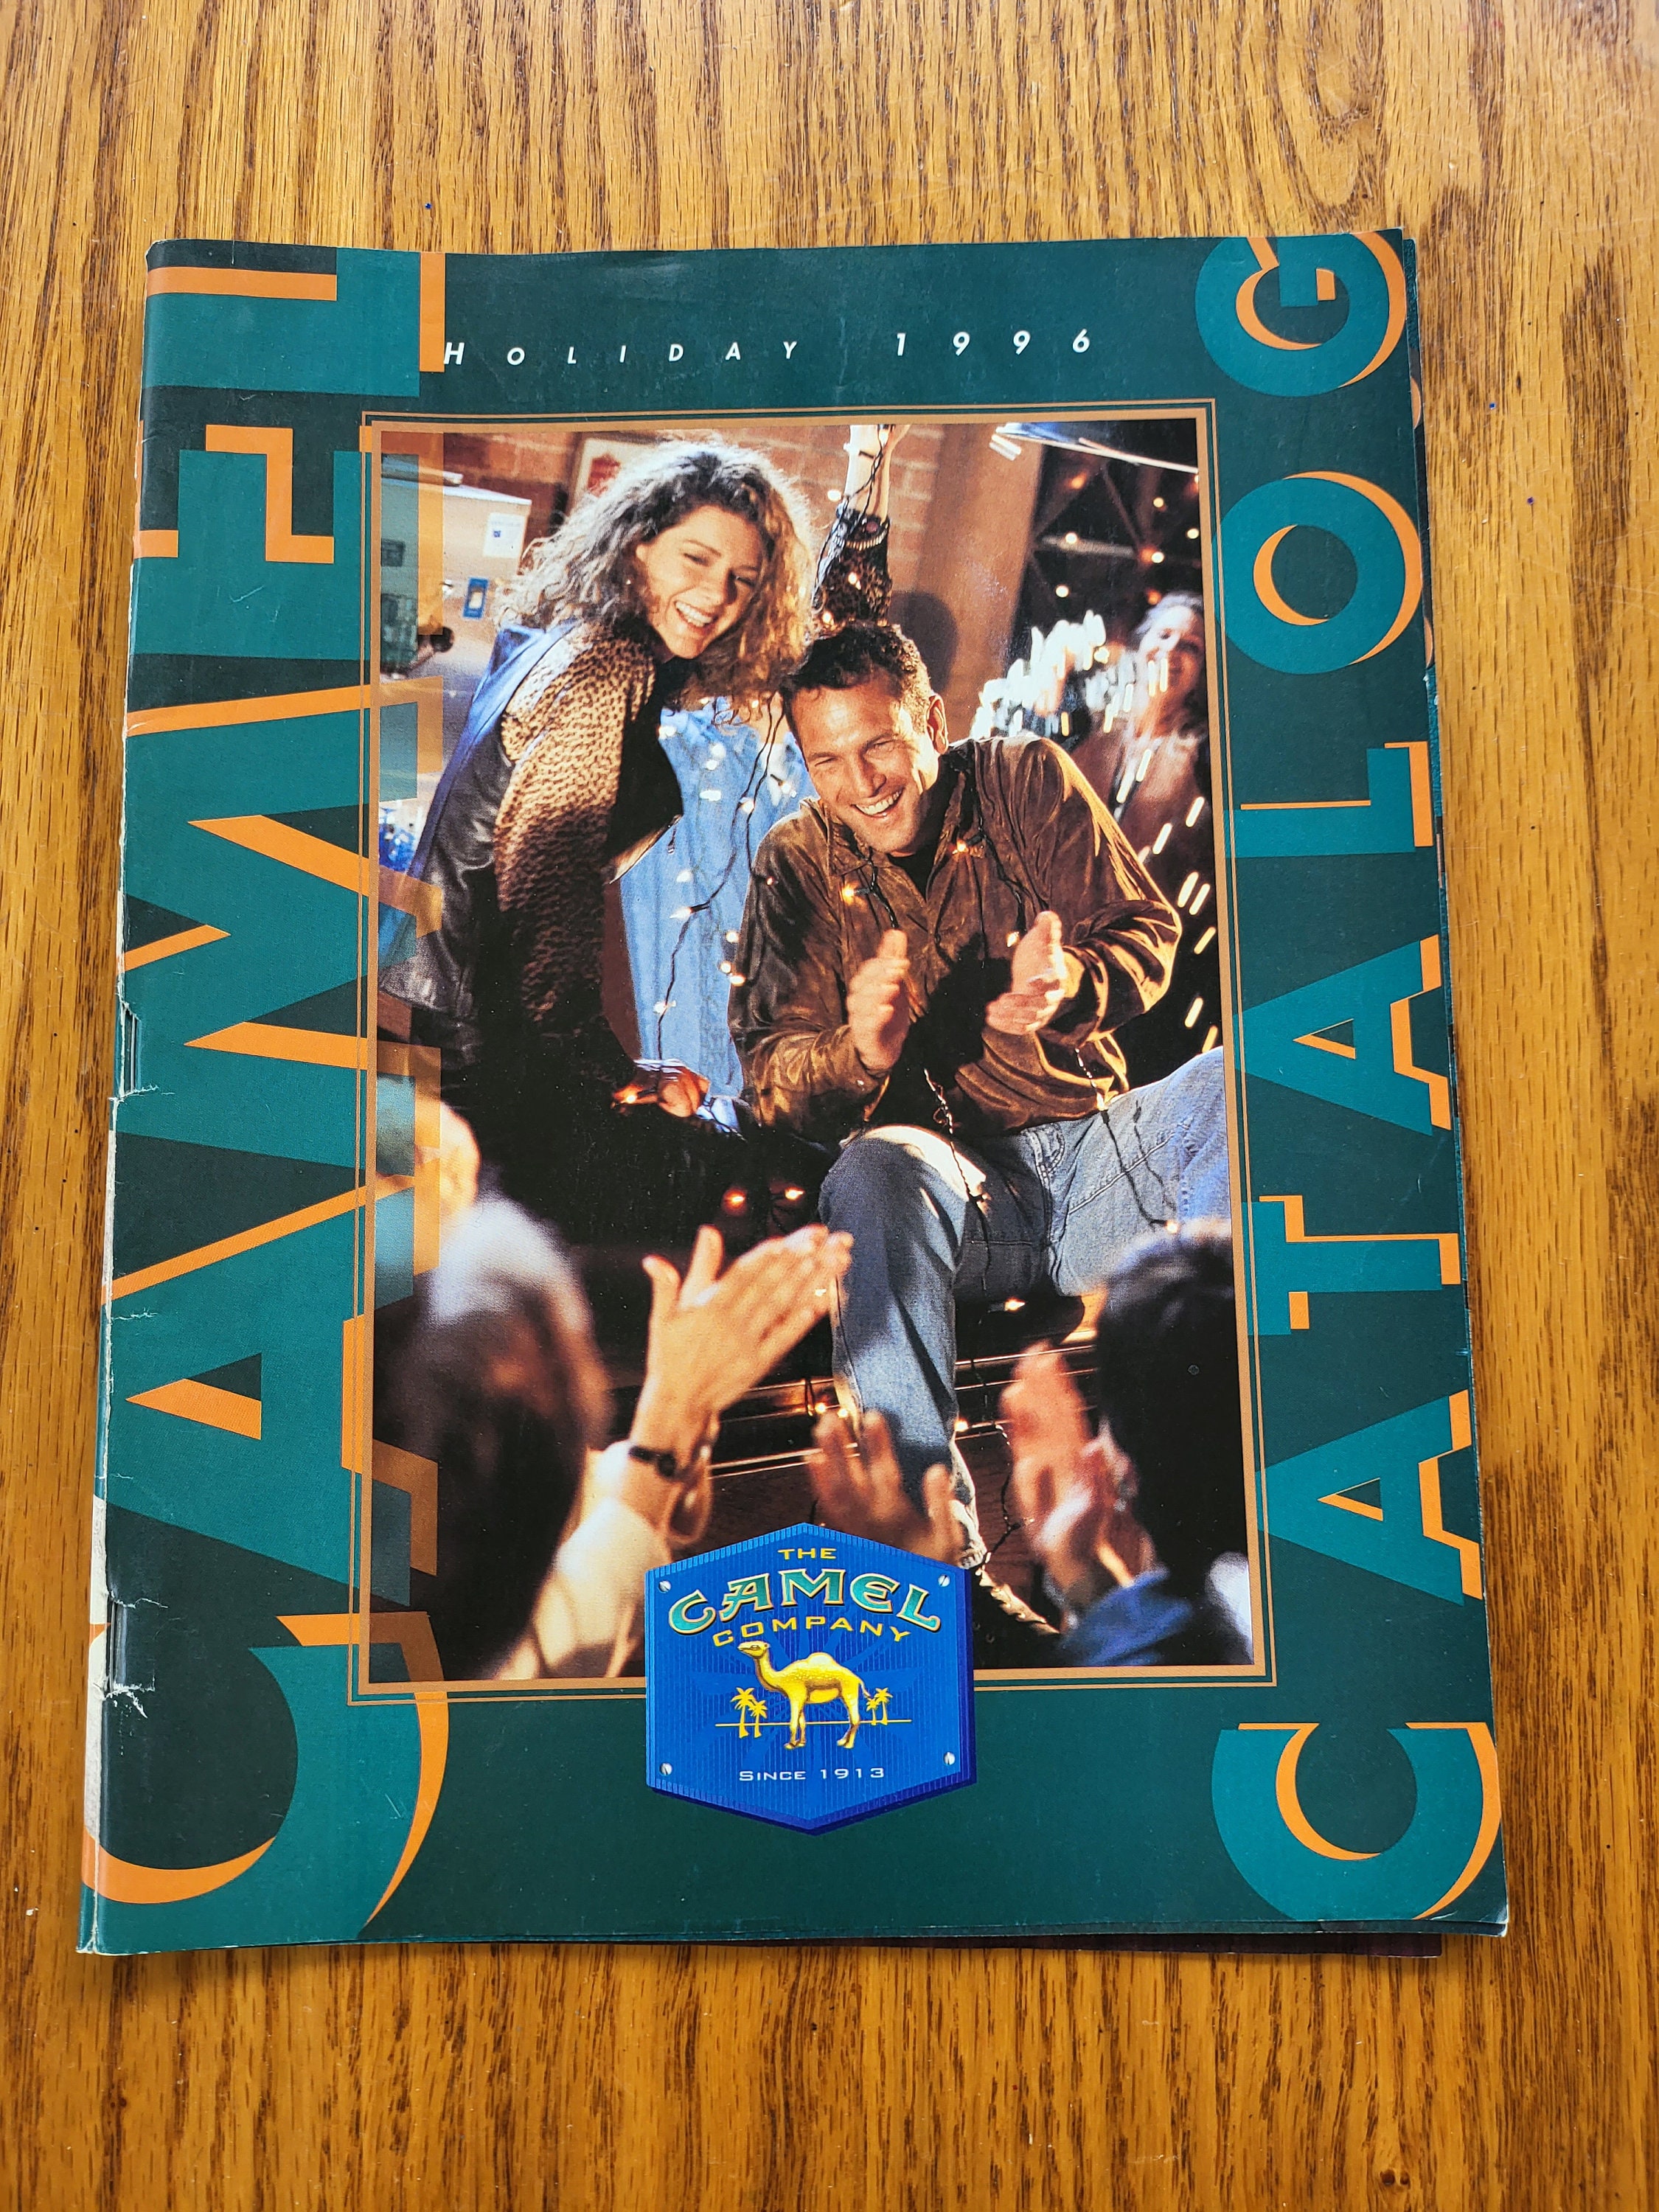 HOLIDAY 1996
CAMEL
CATALOG
THE
CAMEL
COMPANY
SINCE 1913